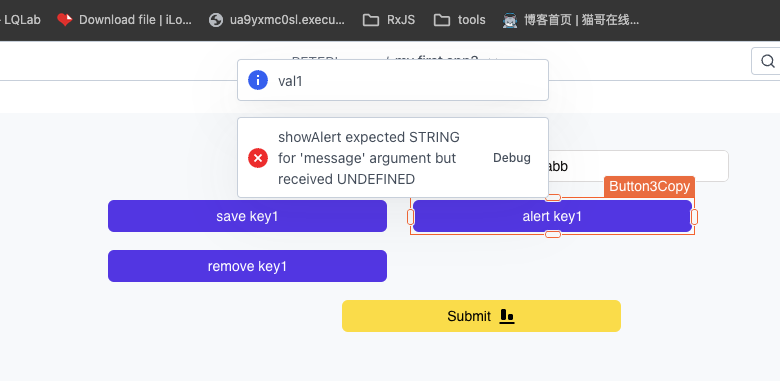 LQLab Download file | iLo... ua9yxmc0sl.execu... RxJS tools 博客首页 | 猫哥在线...
val1
showAlert expected STRING
for 'message' argument but
received UNDEFINED
Debug
abb
Button3Copy
save key1
alert key1
remove key1
Submit